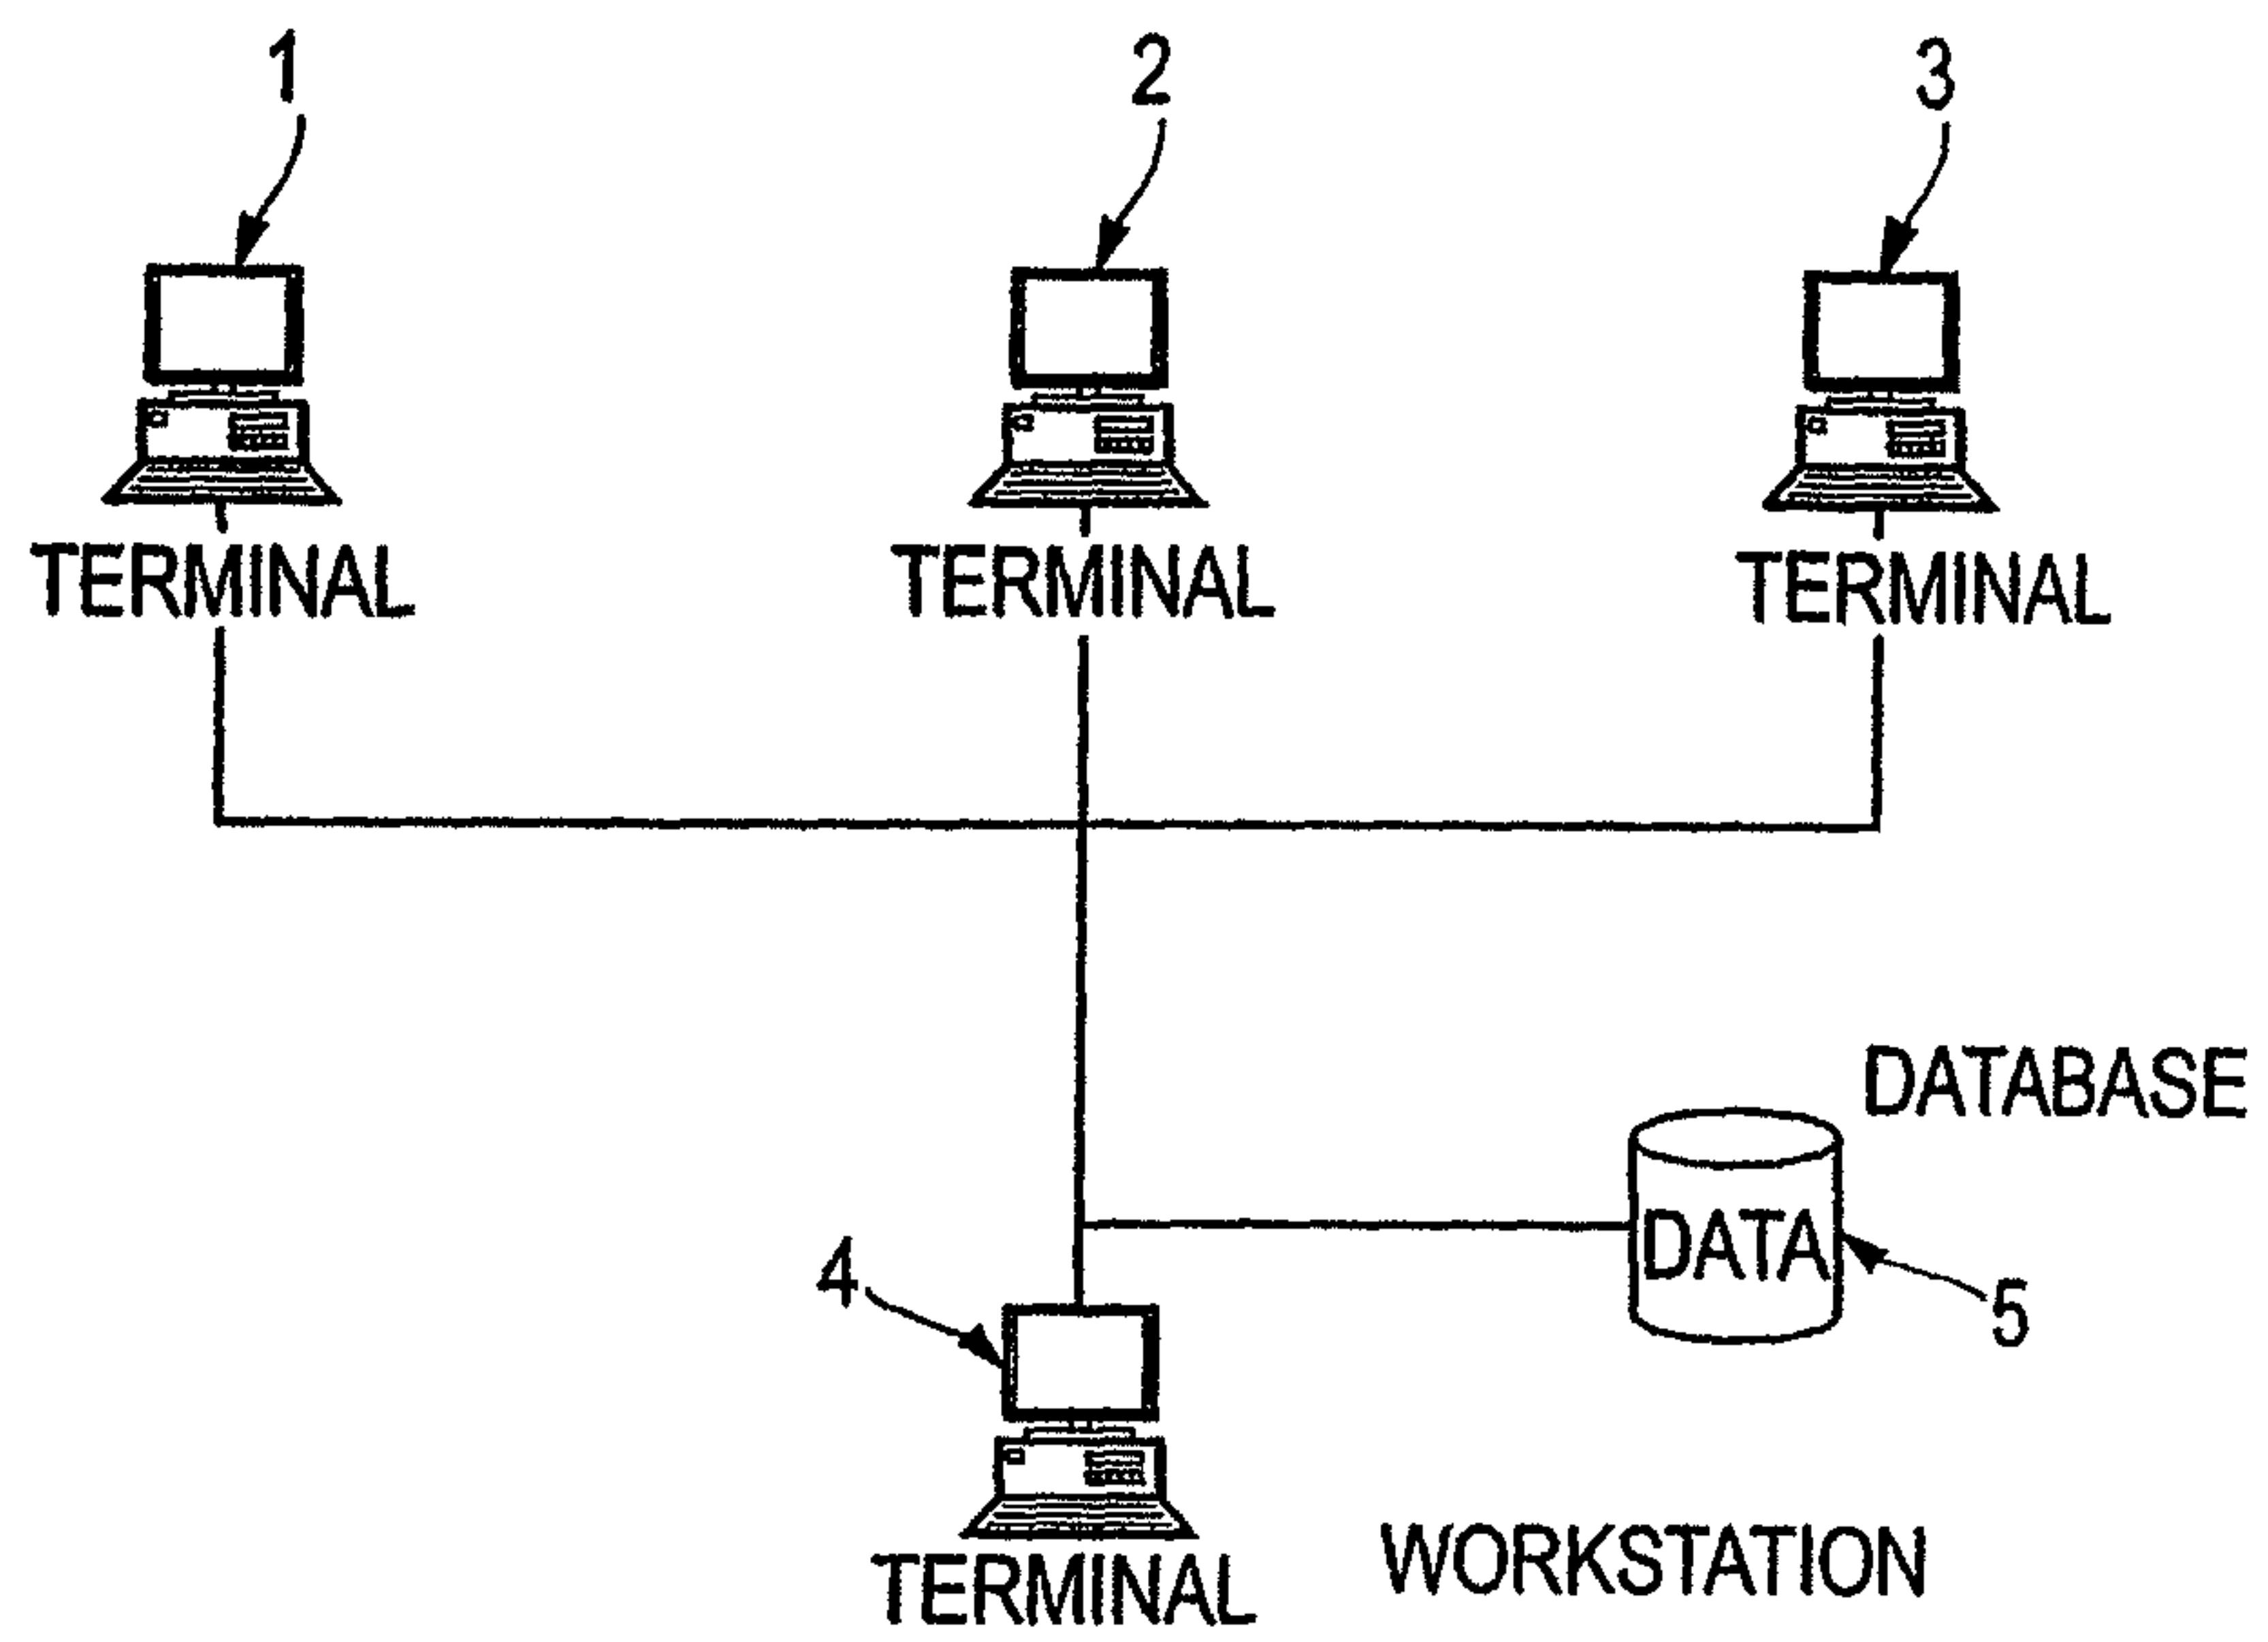 1
2
3
TERMINAL
TERMINAL
TERMINAL
DATABASE
DATA
4
5
TERMINAL
WORKSTATION